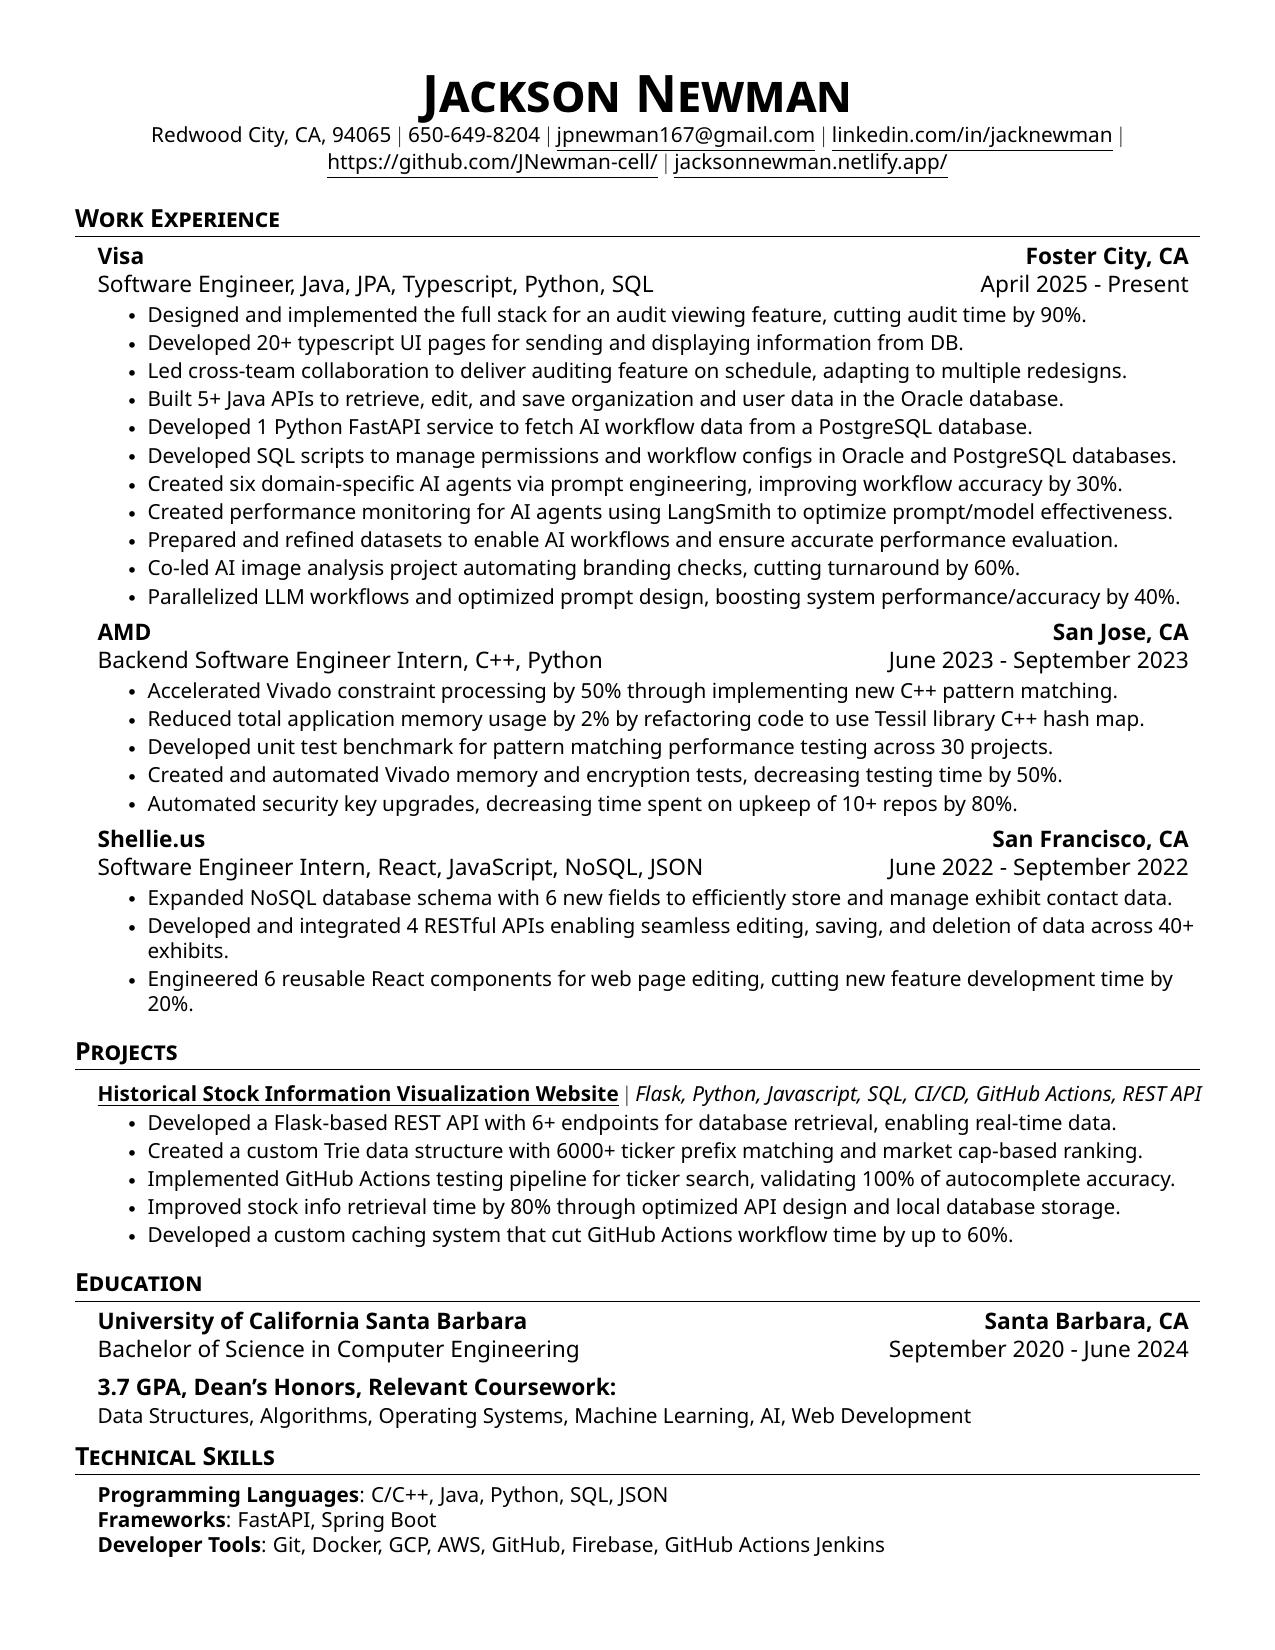 Jackson Newman
Redwood City, CA, 94065 | 650-649-8204 | jpnewman167@gmail.com | linkedin.com/in/jacknewman |
https://github.com/JNewman-cell/ | jacksonnewman.netlify.app/
Work Experience
Visa Foster City, CA
Software Engineer, Java, JPA, Typescript, Python, SQL April 2025 - Present
• Designed and implemented the full stack for an audit viewing feature, cutting audit time by 90%.
• Developed 20+ typescript UI pages for sending and displaying information from DB.
• Led cross-team collaboration to deliver auditing feature on schedule, adapting to multiple redesigns.
• Built 5+ Java APIs to retrieve, edit, and save organization and user data in the Oracle database.
• Developed 1 Python FastAPI service to fetch AI workflow data from a PostgreSQL database.
• Developed SQL scripts to manage permissions and workflow configs in Oracle and PostgreSQL databases.
• Created six domain-specific AI agents via prompt engineering, improving workflow accuracy by 30%.
• Created performance monitoring for AI agents using LangSmith to optimize prompt/model effectiveness.
• Prepared and refined datasets to enable AI workflows and ensure accurate performance evaluation.
• Co-led AI image analysis project automating branding checks, cutting turnaround by 60%.
• Parallelized LLM workflows and optimized prompt design, boosting system performance/accuracy by 40%.
AMD San Jose, CA
Backend Software Engineer Intern, C++, Python June 2023 - September 2023
• Accelerated Vivado constraint processing by 50% through implementing new C++ pattern matching.
• Reduced total application memory usage by 2% by refactoring code to use Tessil library C++ hash map.
• Developed unit test benchmark for pattern matching performance testing across 30 projects.
• Created and automated Vivado memory and encryption tests, decreasing testing time by 50%.
• Automated security key upgrades, decreasing time spent on upkeep of 10+ repos by 80%.
Shellie.us San Francisco, CA
Software Engineer Intern, React, JavaScript, NoSQL, JSON June 2022 - September 2022
• Expanded NoSQL database schema with 6 new fields to efficiently store and manage exhibit contact data.
• Developed and integrated 4 RESTful APIs enabling seamless editing, saving, and deletion of data across 40+
exhibits.
• Engineered 6 reusable React components for web page editing, cutting new feature development time by
20%.
Projects
Historical Stock Information Visualization Website | Flask, Python, Javascript, SQL, CI/CD, GitHub Actions, REST API
• Developed a Flask-based REST API with 6+ endpoints for database retrieval, enabling real-time data.
• Created a custom Trie data structure with 6000+ ticker prefix matching and market cap-based ranking.
• Implemented GitHub Actions testing pipeline for ticker search, validating 100% of autocomplete accuracy.
• Improved stock info retrieval time by 80% through optimized API design and local database storage.
• Developed a custom caching system that cut GitHub Actions workflow time by up to 60%.
Education
University of California Santa Barbara Santa Barbara, CA
Bachelor of Science in Computer Engineering September 2020 - June 2024
3.7 GPA, Dean’s Honors, Relevant Coursework:
Data Structures, Algorithms, Operating Systems, Machine Learning, AI, Web Development
Technical Skills
Programming Languages: C/C++, Java, Python, SQL, JSON
Frameworks: FastAPI, Spring Boot
Developer Tools: Git, Docker, GCP, AWS, GitHub, Firebase, GitHub Actions Jenkins